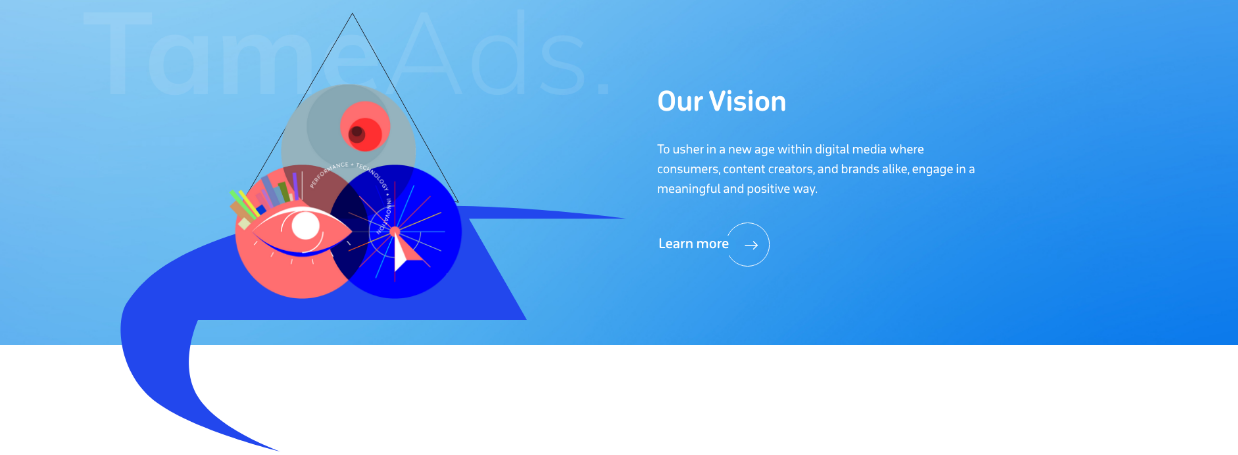 TameAds.
Our Vision
To usher in a new age within digital media where
consumers, content creators, and brands alike, engage in a
meaningful and positive way.
PERFORMANCE + TECHNOLOGY + INNOVATION
Learn more